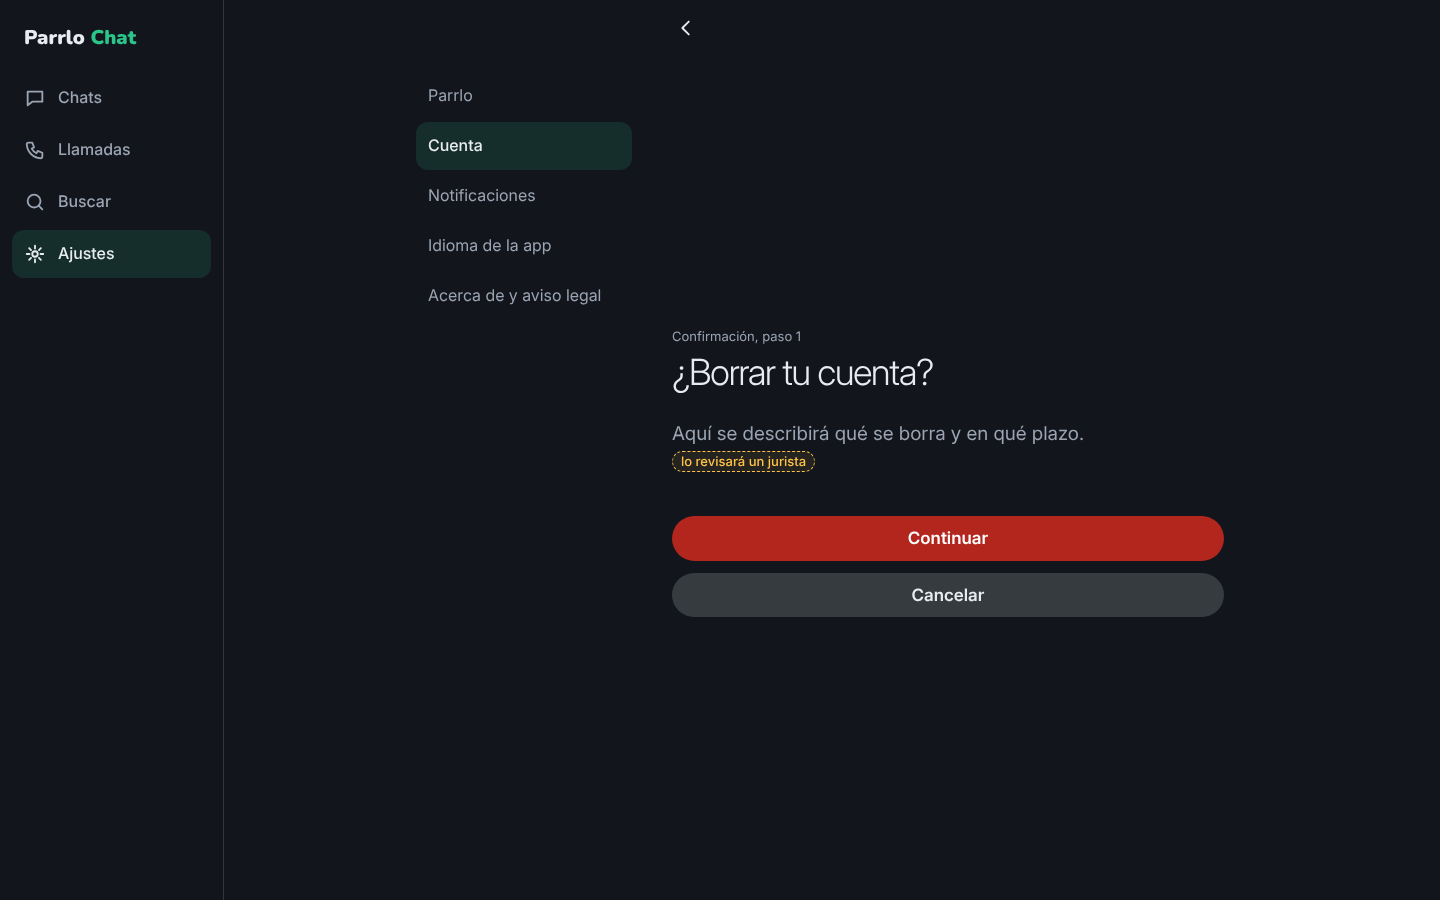 Parrlo Chat
Chats
Llamadas
Buscar
Ajustes
Parrlo
Cuenta
Notificaciones
Idioma de la app
Acerca de y aviso legal
Confirmación, paso 1
¿Borrar tu cuenta?
Aquí se describirá qué se borra y en qué plazo.
lo revisará un jurista
Continuar
Cancelar